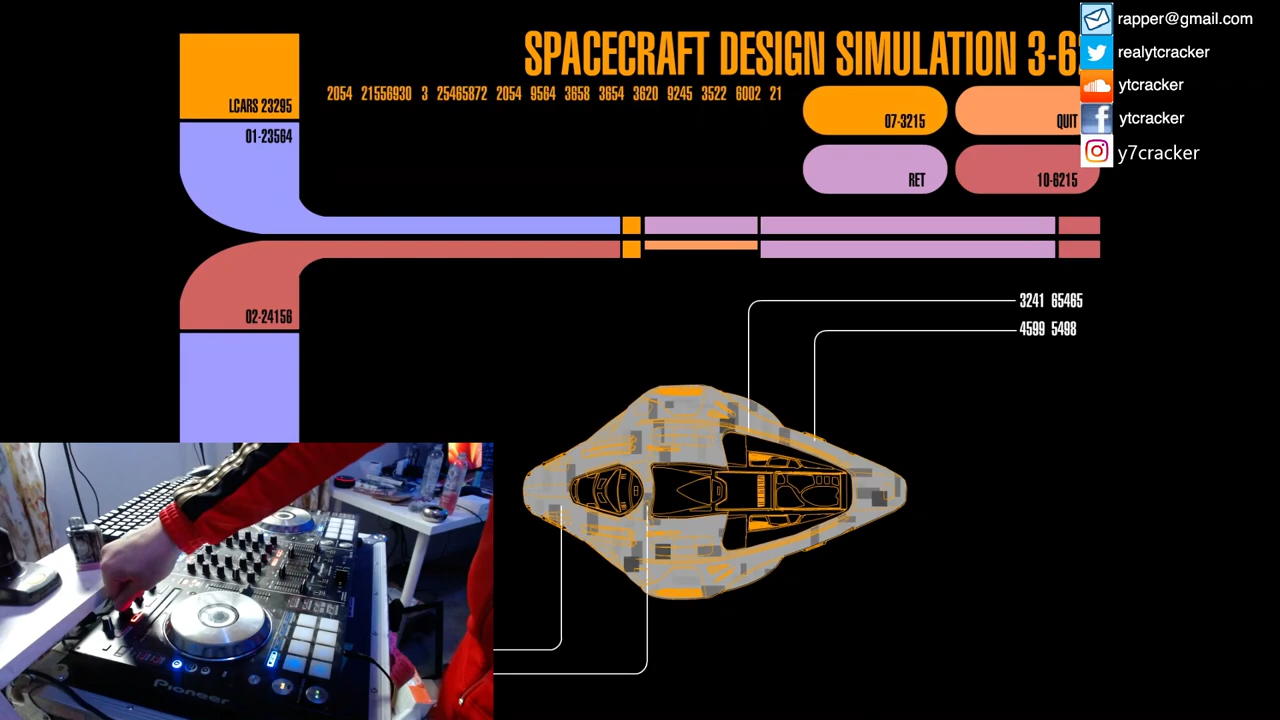 SPACECRAFT DESIGN SIMULATION 3-6
rapper@gmail.com
realytcracker
ytcracker
ytcracker
y7cracker
LCARS 23295
2054 21556930 3 25465872 2054 9564 3658 3654 3620 9245 3522 6002 21
07-3215
QUIT
01-23564
RET
10-6215
02-24156
3241 65465
4599 5498
Pioneer